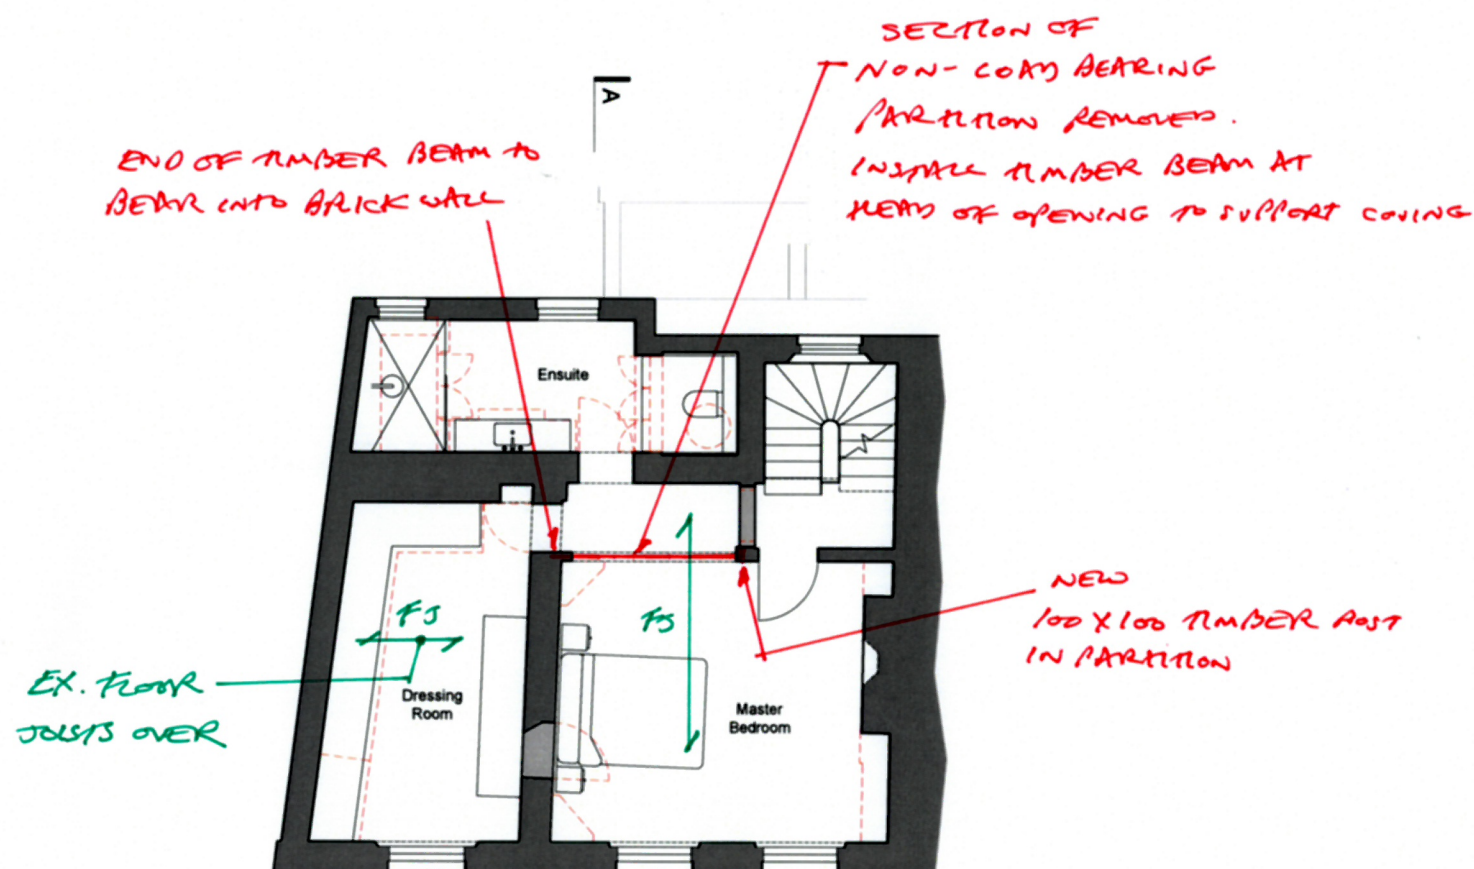 SECTION OF
NON-LOAD BEARING
PARTITION REMOVED.
INSTALL TIMBER BEAM AT
HEAD OF OPENING TO SUPPORT COVING
A
END OF TIMBER BEAM TO
BEAR INTO BRICK WALL
Ensuite
NEW
100 X 100 TIMBER POST
IN PARTITION
FJ
FJ
EX. FLOOR
JOISTS OVER
Dressing
Room
Master
Bedroom